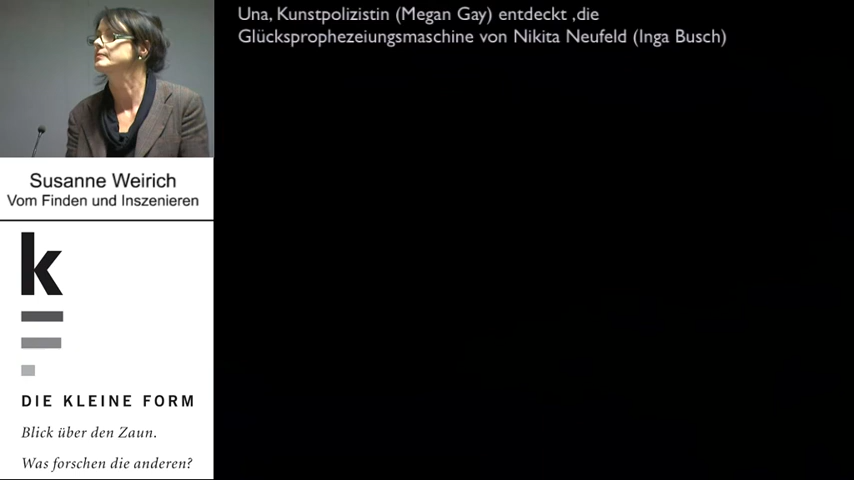 Una, Kunstpolizistin (Megan Gay) entdeckt ‚die
Glücksprophezeiungsmaschine von Nikita Neufeld (Inga Busch)
Susanne Weirich
Vom Finden und Inszenieren
k
DIE KLEINE FORM
Blick über den Zaun.
Was forschen die anderen?